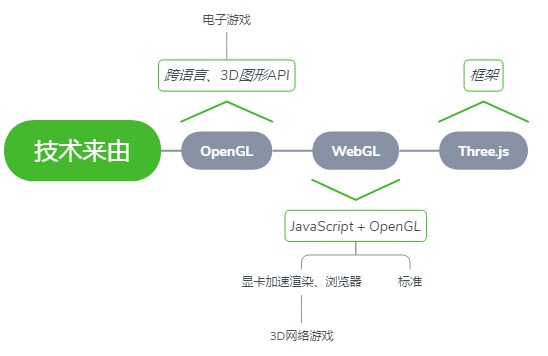 电子游戏
跨语言、3D图形API
框架
技术来由
OpenGL
WebGL
Three.js
JavaScript + OpenGL
显卡加速渲染、浏览器
标准
3D网络游戏